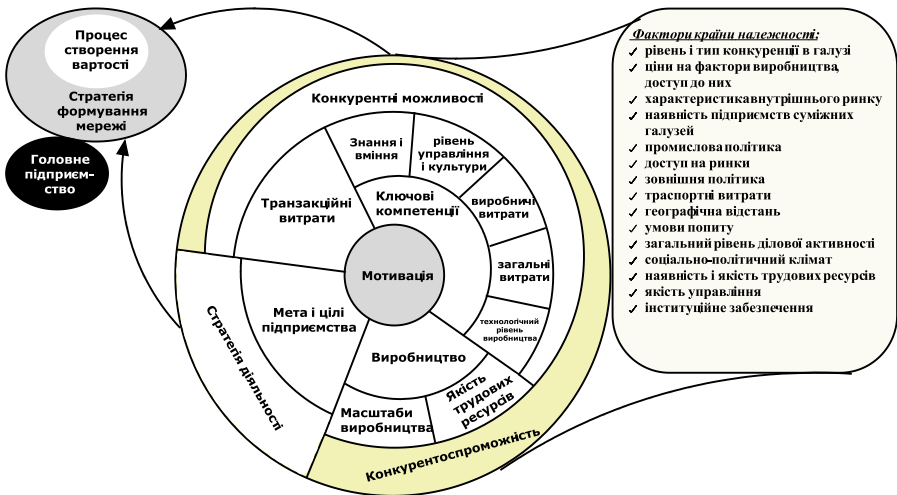 Процес
створення
вартості
Стратегія
формування
мережі
Головне
підприєм-
ство
Конкурентні можливості
Знання і
вміння
рівень
управління
і культури
Транзакційні
витрати
Ключові
компетенції
виробничі
витрати
Мотивація
загальні
витрати
Мета і цілі
підприємства
технологічний
рівень
виробництва
Стратегія діяльності
Виробництво
Якість
трудових
ресурсів
Масштаби
виробництва
Конкурентоспроможність
Фактори країни належності:
✓ рівень і тип конкуренції в галузі
✓ ціни на фактори виробництва,
доступ до них
✓ характеристика внутрішнього ринку
✓ наявність підприємств суміжних
галузей
✓ промислова політика
✓ доступ на ринки
✓ зовнішня політика
✓ траспортні витрати
✓ географічна відстань
✓ умови попиту
✓ загальний рівень ділової активності
✓ соціально-політичний клімат
✓ наявність і якість трудових ресурсів
✓ якість управління
✓ інституційне забезпечення